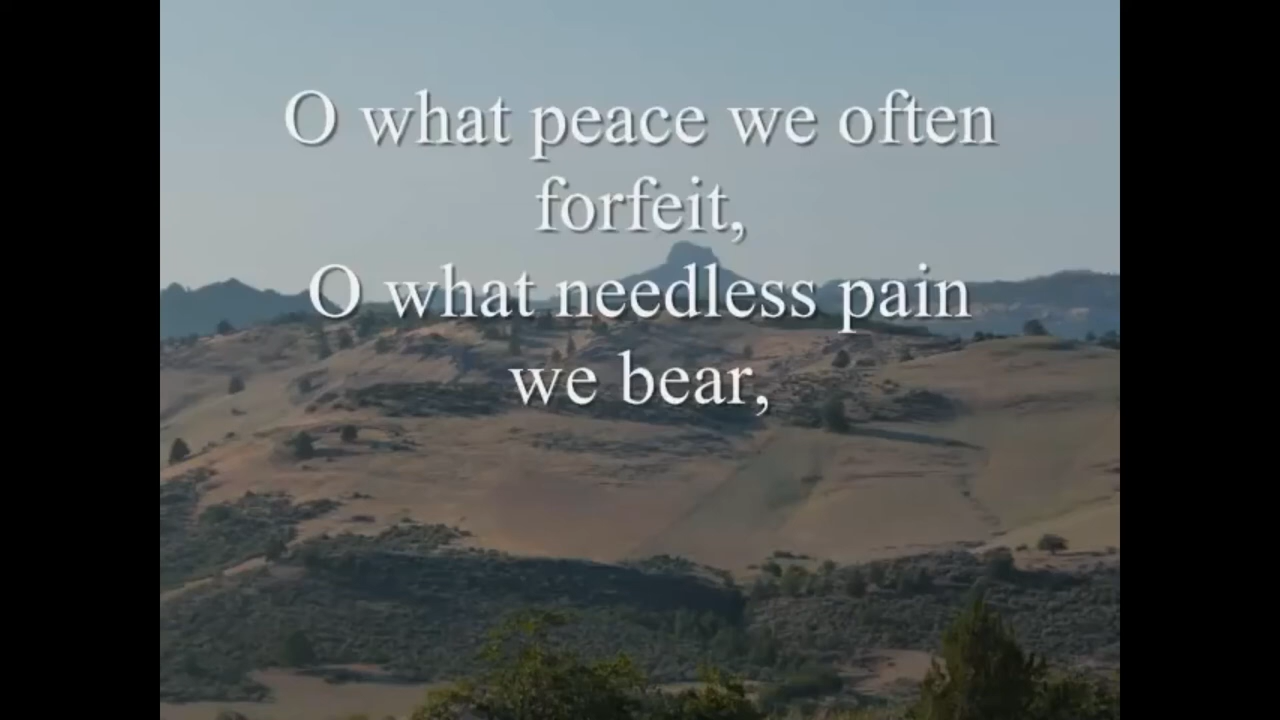 O what peace we often
forfeit,
O what needless pain
we bear,